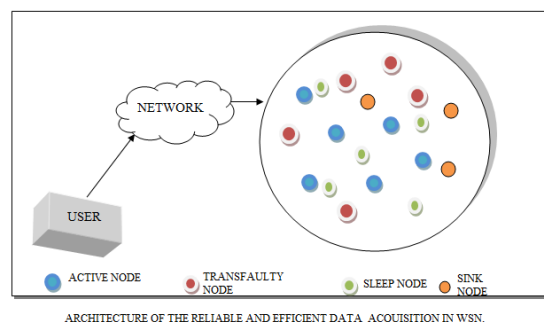 NETWORK
USER
ACTIVE NODE
TRANSFAULTY
NODE
SLEEP NODE
SINK
NODE
ARCHITECTURE OF THE RELIABLE AND EFFICIENT DATA ACUISITION IN WSN.